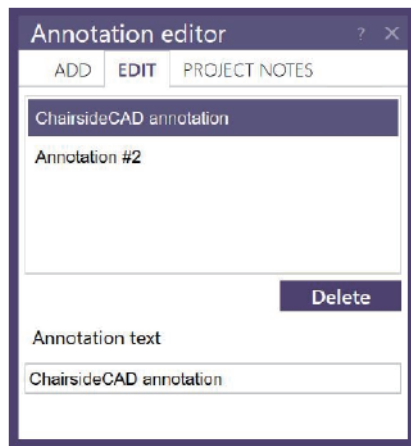 Annotation editor ? ×
ADD EDIT PROJECT NOTES
ChairsideCAD annotation
Annotation #2
Delete
Annotation text
ChairsideCAD annotation